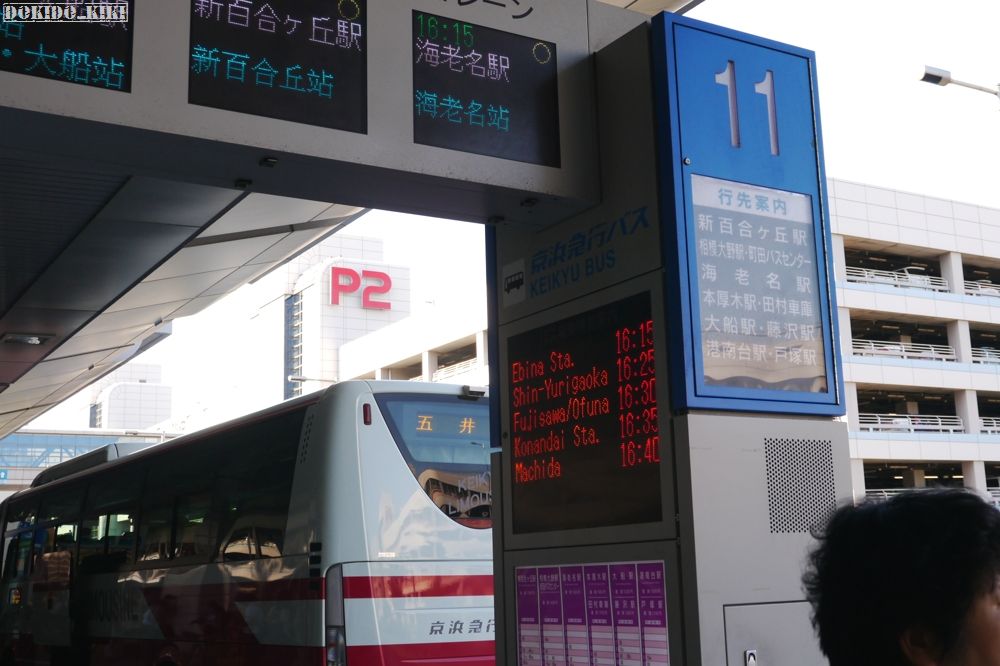 DOKIDO_KIKI
大船站
新百合ヶ丘駅
新百合丘站
16:15
海老名駅
海老名站
11
行先案内
新百合ヶ丘駅
相模大野駅・町田バスセンター
海老名駅
本厚木駅・田村車庫
大船駅・藤沢駅
港南台駅・戸塚駅
京浜急行バス
KEIKYU BUS
P2
Ebina Sta. 16:15
Shin-Yurigaoka 16:25
Fujisawa/Ofuna 16:30
Konandai Sta. 16:35
Machida 16:40
五井
KEIKYU
LIMOUSINE
京浜急行